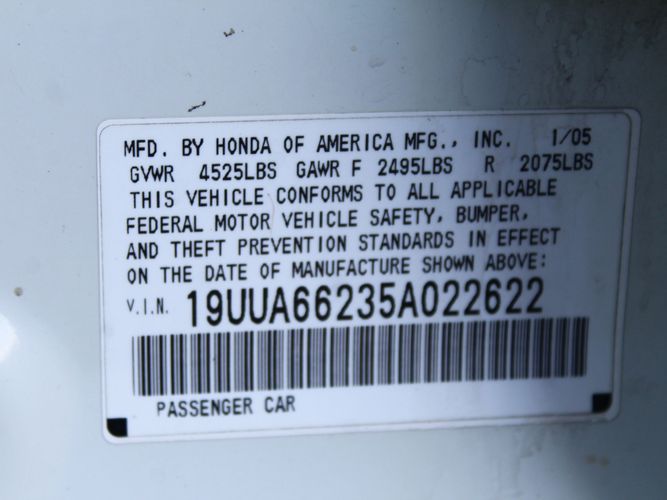 MFD. BY HONDA OF AMERICA MFG., INC. 1/05
GVWR 4525LBS GAWR F 2495LBS R 2075LBS
THIS VEHICLE CONFORMS TO ALL APPLICABLE
FEDERAL MOTOR VEHICLE SAFETY, BUMPER,
AND THEFT PREVENTION STANDARDS IN EFFECT
ON THE DATE OF MANUFACTURE SHOWN ABOVE:
V.I.N. 19UUA66235A022622
PASSENGER CAR